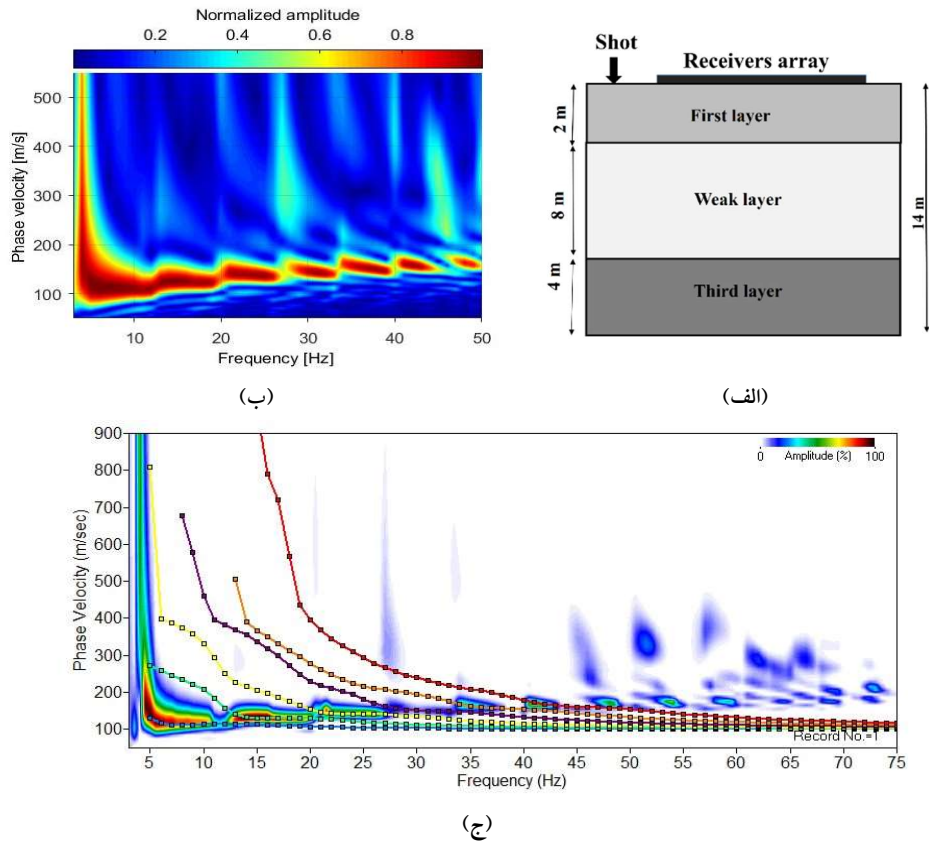 Normalized amplitude
0.2 0.4 0.6 0.8
Phase velocity [m/s]
500
400
300
200
100
10 20 30 40 50
Frequency [Hz]
(ب)
Shot
Receivers array
2 m
First layer
8 m
Weak layer
14 m
4 m
Third layer
(الف)
Phase Velocity (m/sec)
900
800
700
600
500
400
300
200
100
0 100
Amplitude (%)
Record No.=1
5 10 15 20 25 30 35 40 45 50 55 60 65 70 75
Frequency (Hz)
(ج)